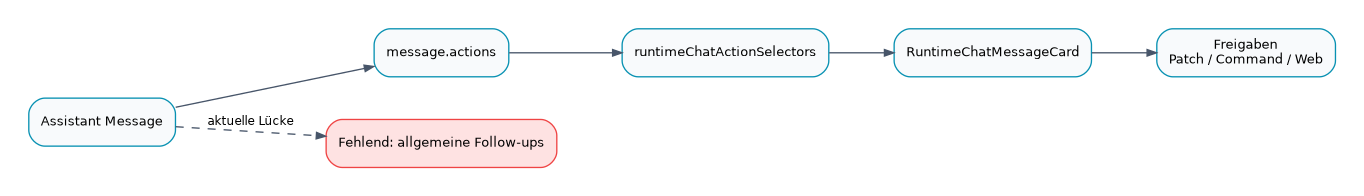 Assistant Message
message.actions
runtimeChatActionSelectors
RuntimeChatMessageCard
Freigaben
Patch / Command / Web
aktuelle Lücke
Fehlend: allgemeine Follow-ups